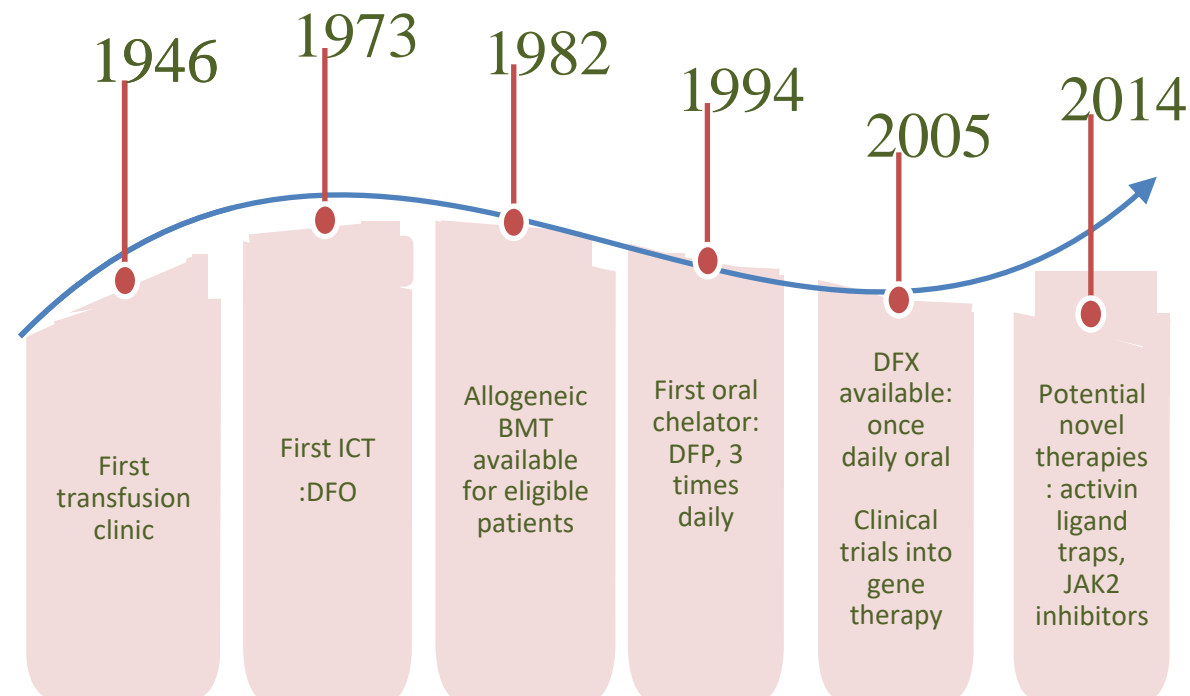 1946
1973
1982
1994
2005
2014
First
transfusion
clinic
First ICT
:DFO
Allogeneic
BMT
available
for eligible
patients
First oral
chelator:
DFP, 3
times
daily
DFX
available:
once
daily oral
Clinical
trials into
gene
therapy
Potential
novel
therapies
: activin
ligand
traps,
JAK2
inhibitors